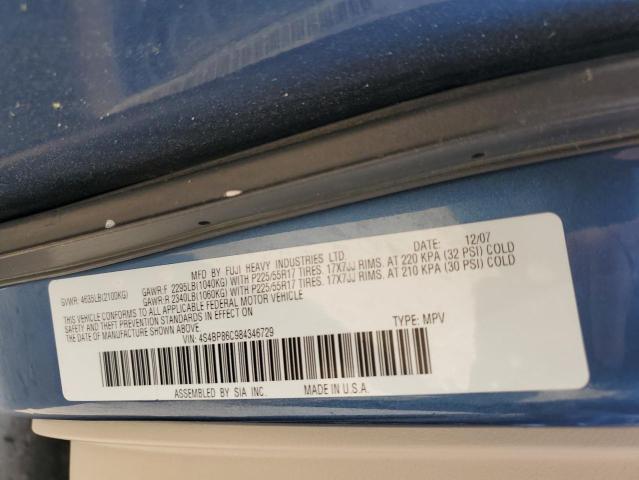 MFD BY FUJI HEAVY INDUSTRIES LTD. DATE: 12/07
GVWR: 4635LB(2100KG) GAWR:F 2295LB(1040KG) WITH P225/55R17 TIRES. 17X7JJ RIMS. AT 220 KPA (32 PSI) COLD
GAWR:R 2340LB(1060KG) WITH P225/55R17 TIRES. 17X7JJ RIMS. AT 210 KPA (30 PSI) COLD
THIS VEHICLE CONFORMS TO ALL APPLICABLE FEDERAL MOTOR VEHICLE
SAFETY AND THEFT PREVENTION STANDARDS IN EFFECT ON
THE DATE OF MANUFACTURE SHOWN ABOVE.
VIN: 4S4BP86C984346729 TYPE: MPV
ASSEMBLED BY SIA INC. MADE IN U.S.A.